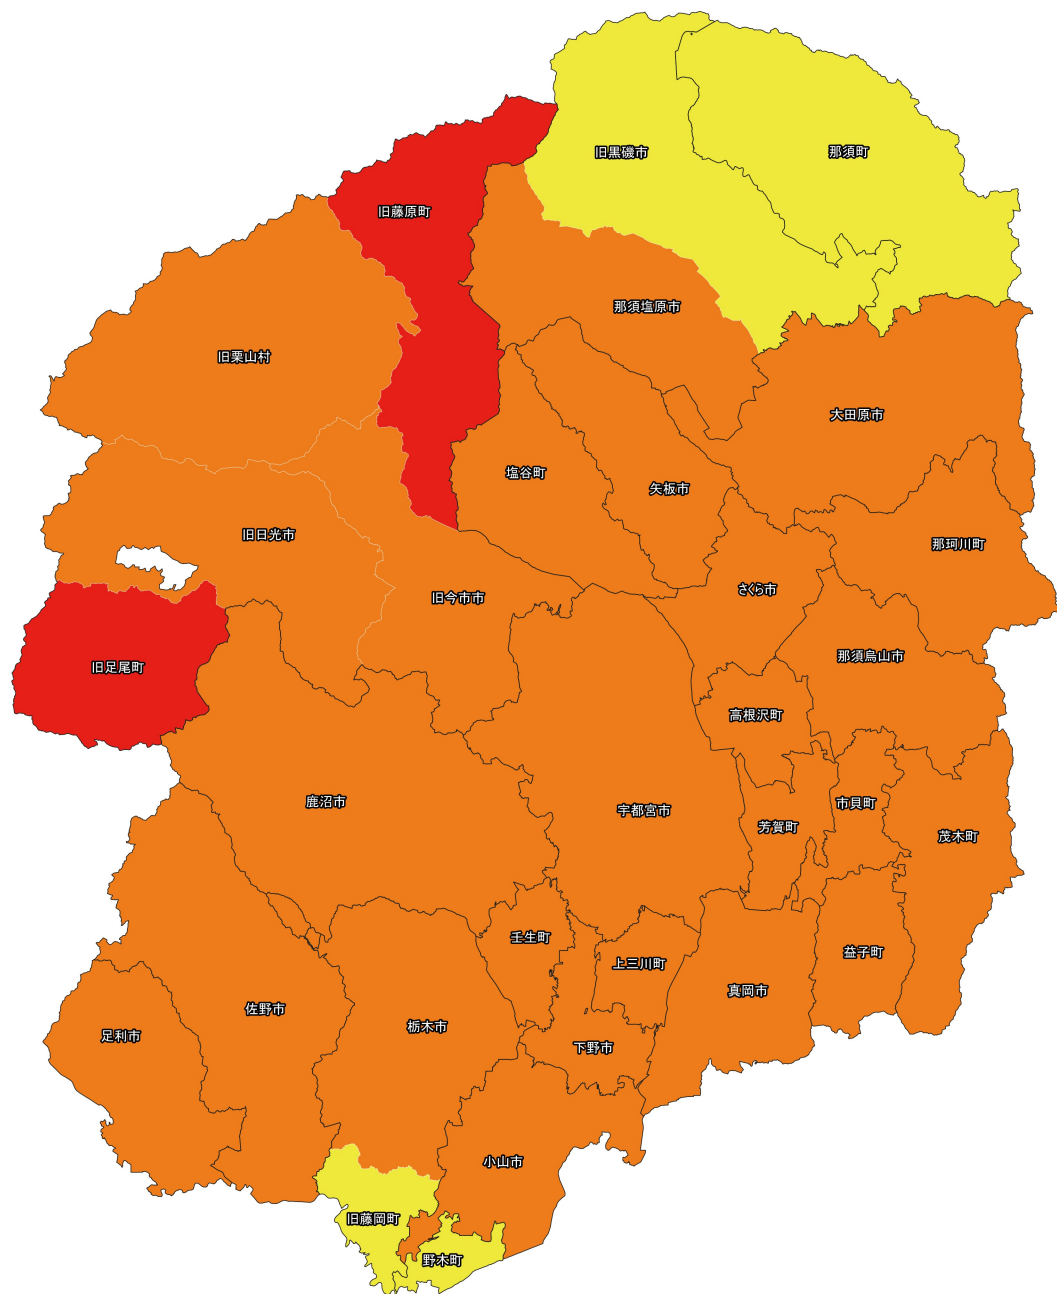 旧黒磯市
那須町
旧藤原町
那須塩原市
旧栗山村
大田原市
塩谷町
矢板市
旧日光市
那珂川町
さくら市
旧今市市
那須烏山市
旧足尾町
高根沢町
鹿沼市
宇都宮市
市貝町
芳賀町
茂木町
壬生町
益子町
上三川町
真岡市
佐野市
栃木市
足利市
下野市
小山市
旧藤岡町
野木町